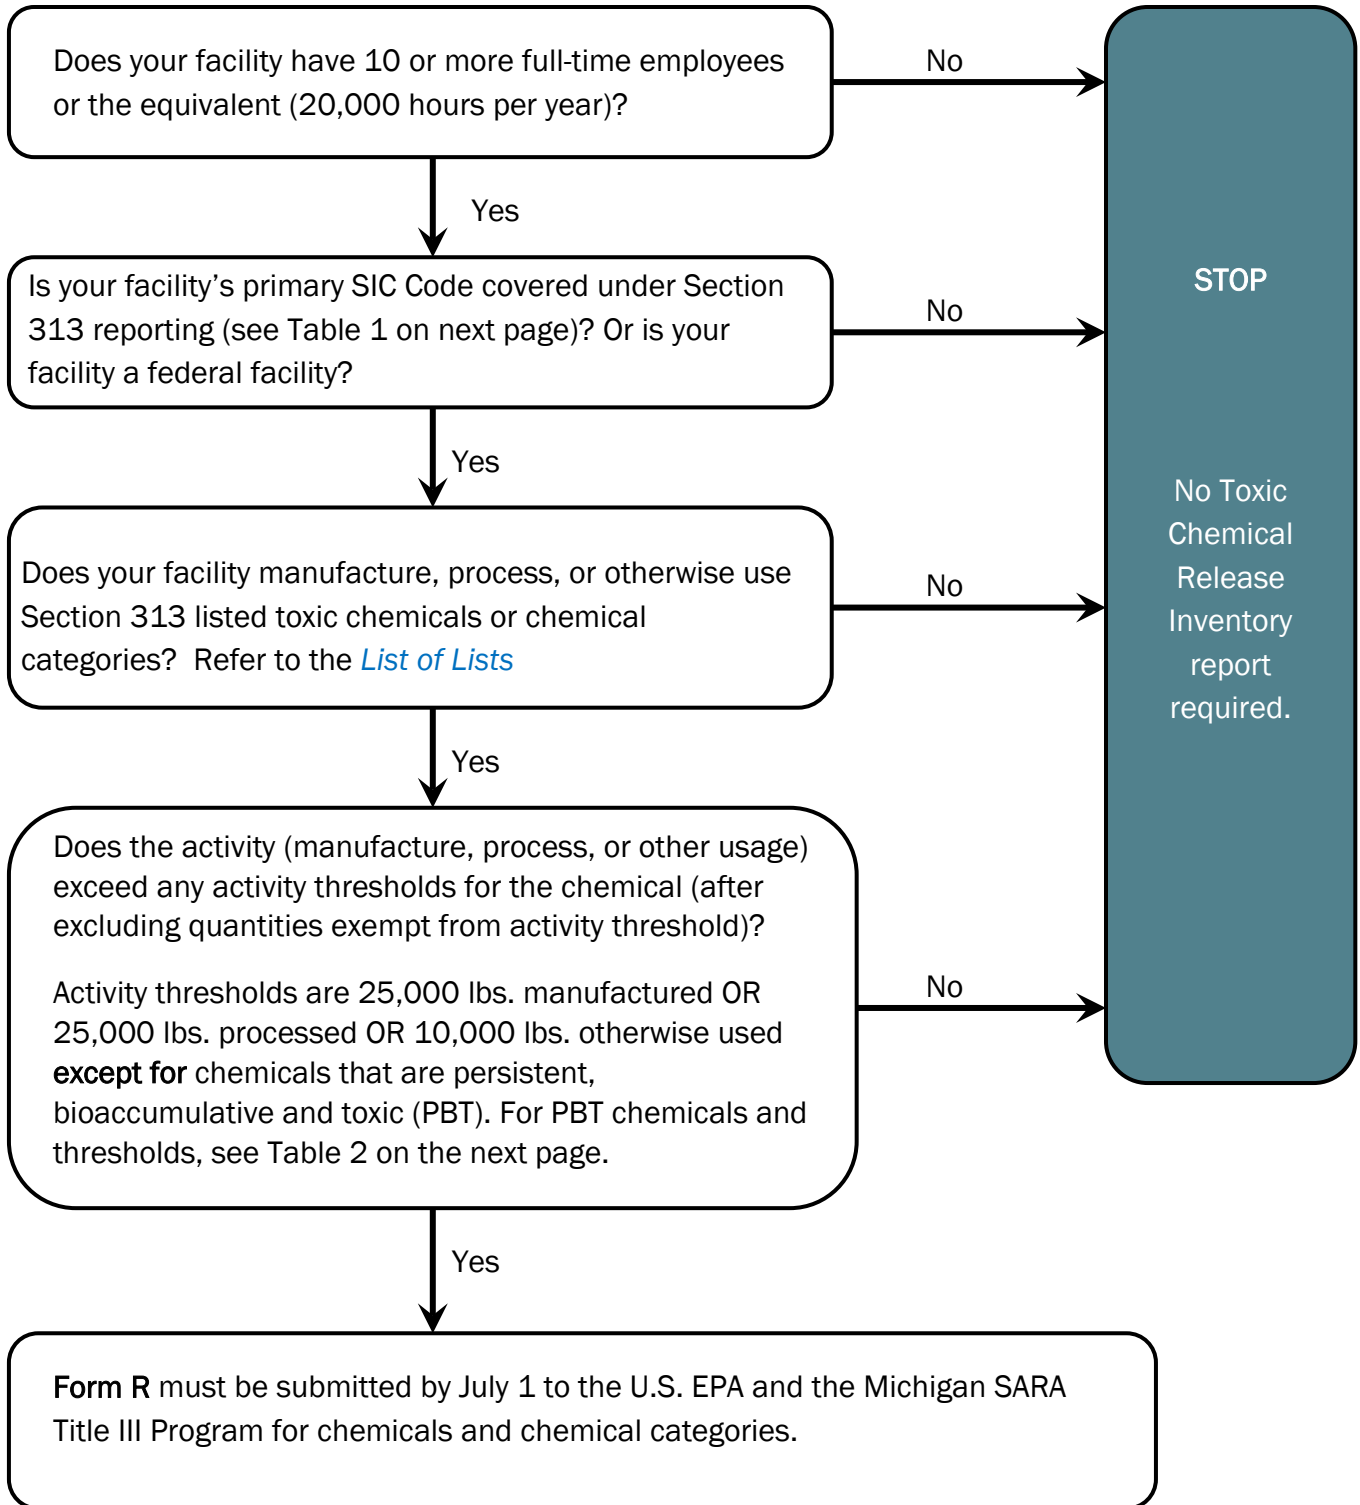 Does your facility have 10 or more full-time employees
or the equivalent (20,000 hours per year)?
No
Yes
Is your facility’s primary SIC Code covered under Section
313 reporting (see Table 1 on next page)? Or is your
facility a federal facility?
No
Yes
Does your facility manufacture, process, or otherwise use
Section 313 listed toxic chemicals or chemical
categories?  Refer to the List of Lists
No
Yes
Does the activity (manufacture, process, or other usage)
exceed any activity thresholds for the chemical (after
excluding quantities exempt from activity threshold)?
Activity thresholds are 25,000 lbs. manufactured OR
25,000 lbs. processed OR 10,000 lbs. otherwise used
except for chemicals that are persistent,
bioaccumulative and toxic (PBT). For PBT chemicals and
thresholds, see Table 2 on the next page.
No
Yes
Form R must be submitted by July 1 to the U.S. EPA and the Michigan SARA
Title III Program for chemicals and chemical categories.
STOP
No Toxic
Chemical
Release
Inventory
report
required.